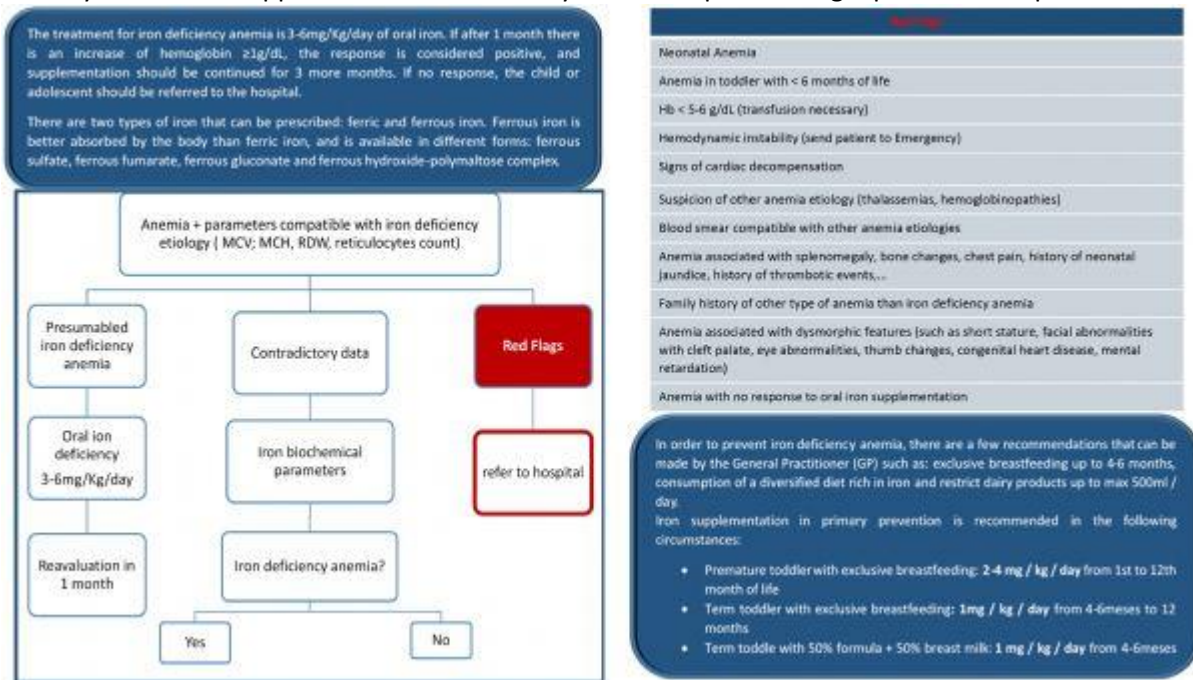 The treatment for iron deficiency anemia is 3-6mg/Kg/day of oral iron. If after 1 month there
is an increase of hemoglobin ≥1g/dL, the response is considered positive, and
supplementation should be continued for 3 more months. If no response, the child or
adolescent should be referred to the hospital.
There are two types of iron that can be prescribed: ferric and ferrous iron. Ferrous iron is
better absorbed by the body than ferric iron, and is available in different forms: ferrous
sulfate, ferrous fumarate, ferrous gluconate and ferrous hydroxide-polymaltose complex.
Anemia + parameters compatible with iron deficiency
etiology ( MCV; MCH, RDW, reticulocytes count)
Presumabled
iron deficiency
anemia
Contradictory data
Red Flags
Oral ion
deficiency
3-6mg/Kg/day
Iron biochemical
parameters
refer to hospital
Reavaluation in
1 month
Iron deficiency anemia?
Yes
No
Red Flags
Neonatal Anemia
Anemia in toddler with < 6 months of life
Hb < 5-6 g/dL (transfusion necessary)
Hemodynamic instability (send patient to Emergency)
Signs of cardiac decompensation
Suspicion of other anemia etiology (thalassemias, hemoglobinopathies)
Blood smear compatible with other anemia etiologies
Anemia associated with splenomegaly, bone changes, chest pain, history of neonatal
jaundice, history of thrombotic events,...
Family history of other type of anemia than iron deficiency anemia
Anemia associated with dysmorphic features (such as short stature, facial abnormalities
with cleft palate, eye abnormalities, thumb changes, congenital heart disease, mental
retardation)
Anemia with no response to oral iron supplementation
In order to prevent iron deficiency anemia, there are a few recommendations that can be
made by the General Practitioner (GP) such as: exclusive breastfeeding up to 4-6 months,
consumption of a diversified diet rich in iron and restrict dairy products up to max 500ml /
day.
Iron supplementation in primary prevention is recommended in the following
circumstances:
• Premature toddler with exclusive breastfeeding: 2-4 mg / kg / day from 1st to 12th
month of life
• Term toddler with exclusive breastfeeding: 1mg / kg / day from 4-6meses to 12
months
• Term toddle with 50% formula + 50% breast milk: 1 mg / kg / day from 4-6meses